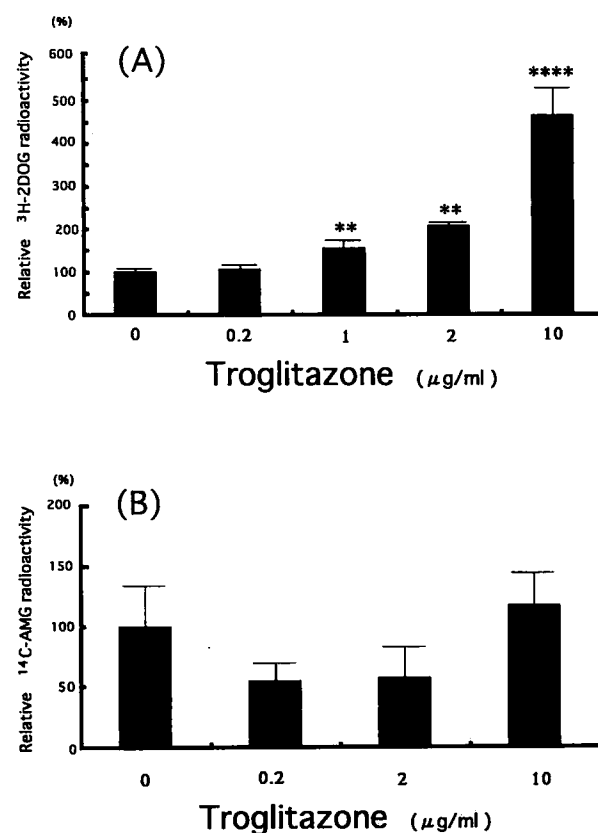 (%)
(A)
600
500
400
300
200
100
0
Relative ³H-2DOG radioactivity
** ** ****
0 0.2 1 2 10
Troglitazone (μg/ml)
(%)
(B)
200
150
100
50
0
Relative ¹⁴C-AMG radioactivity
0 0.2 2 10
Troglitazone (μg/ml)